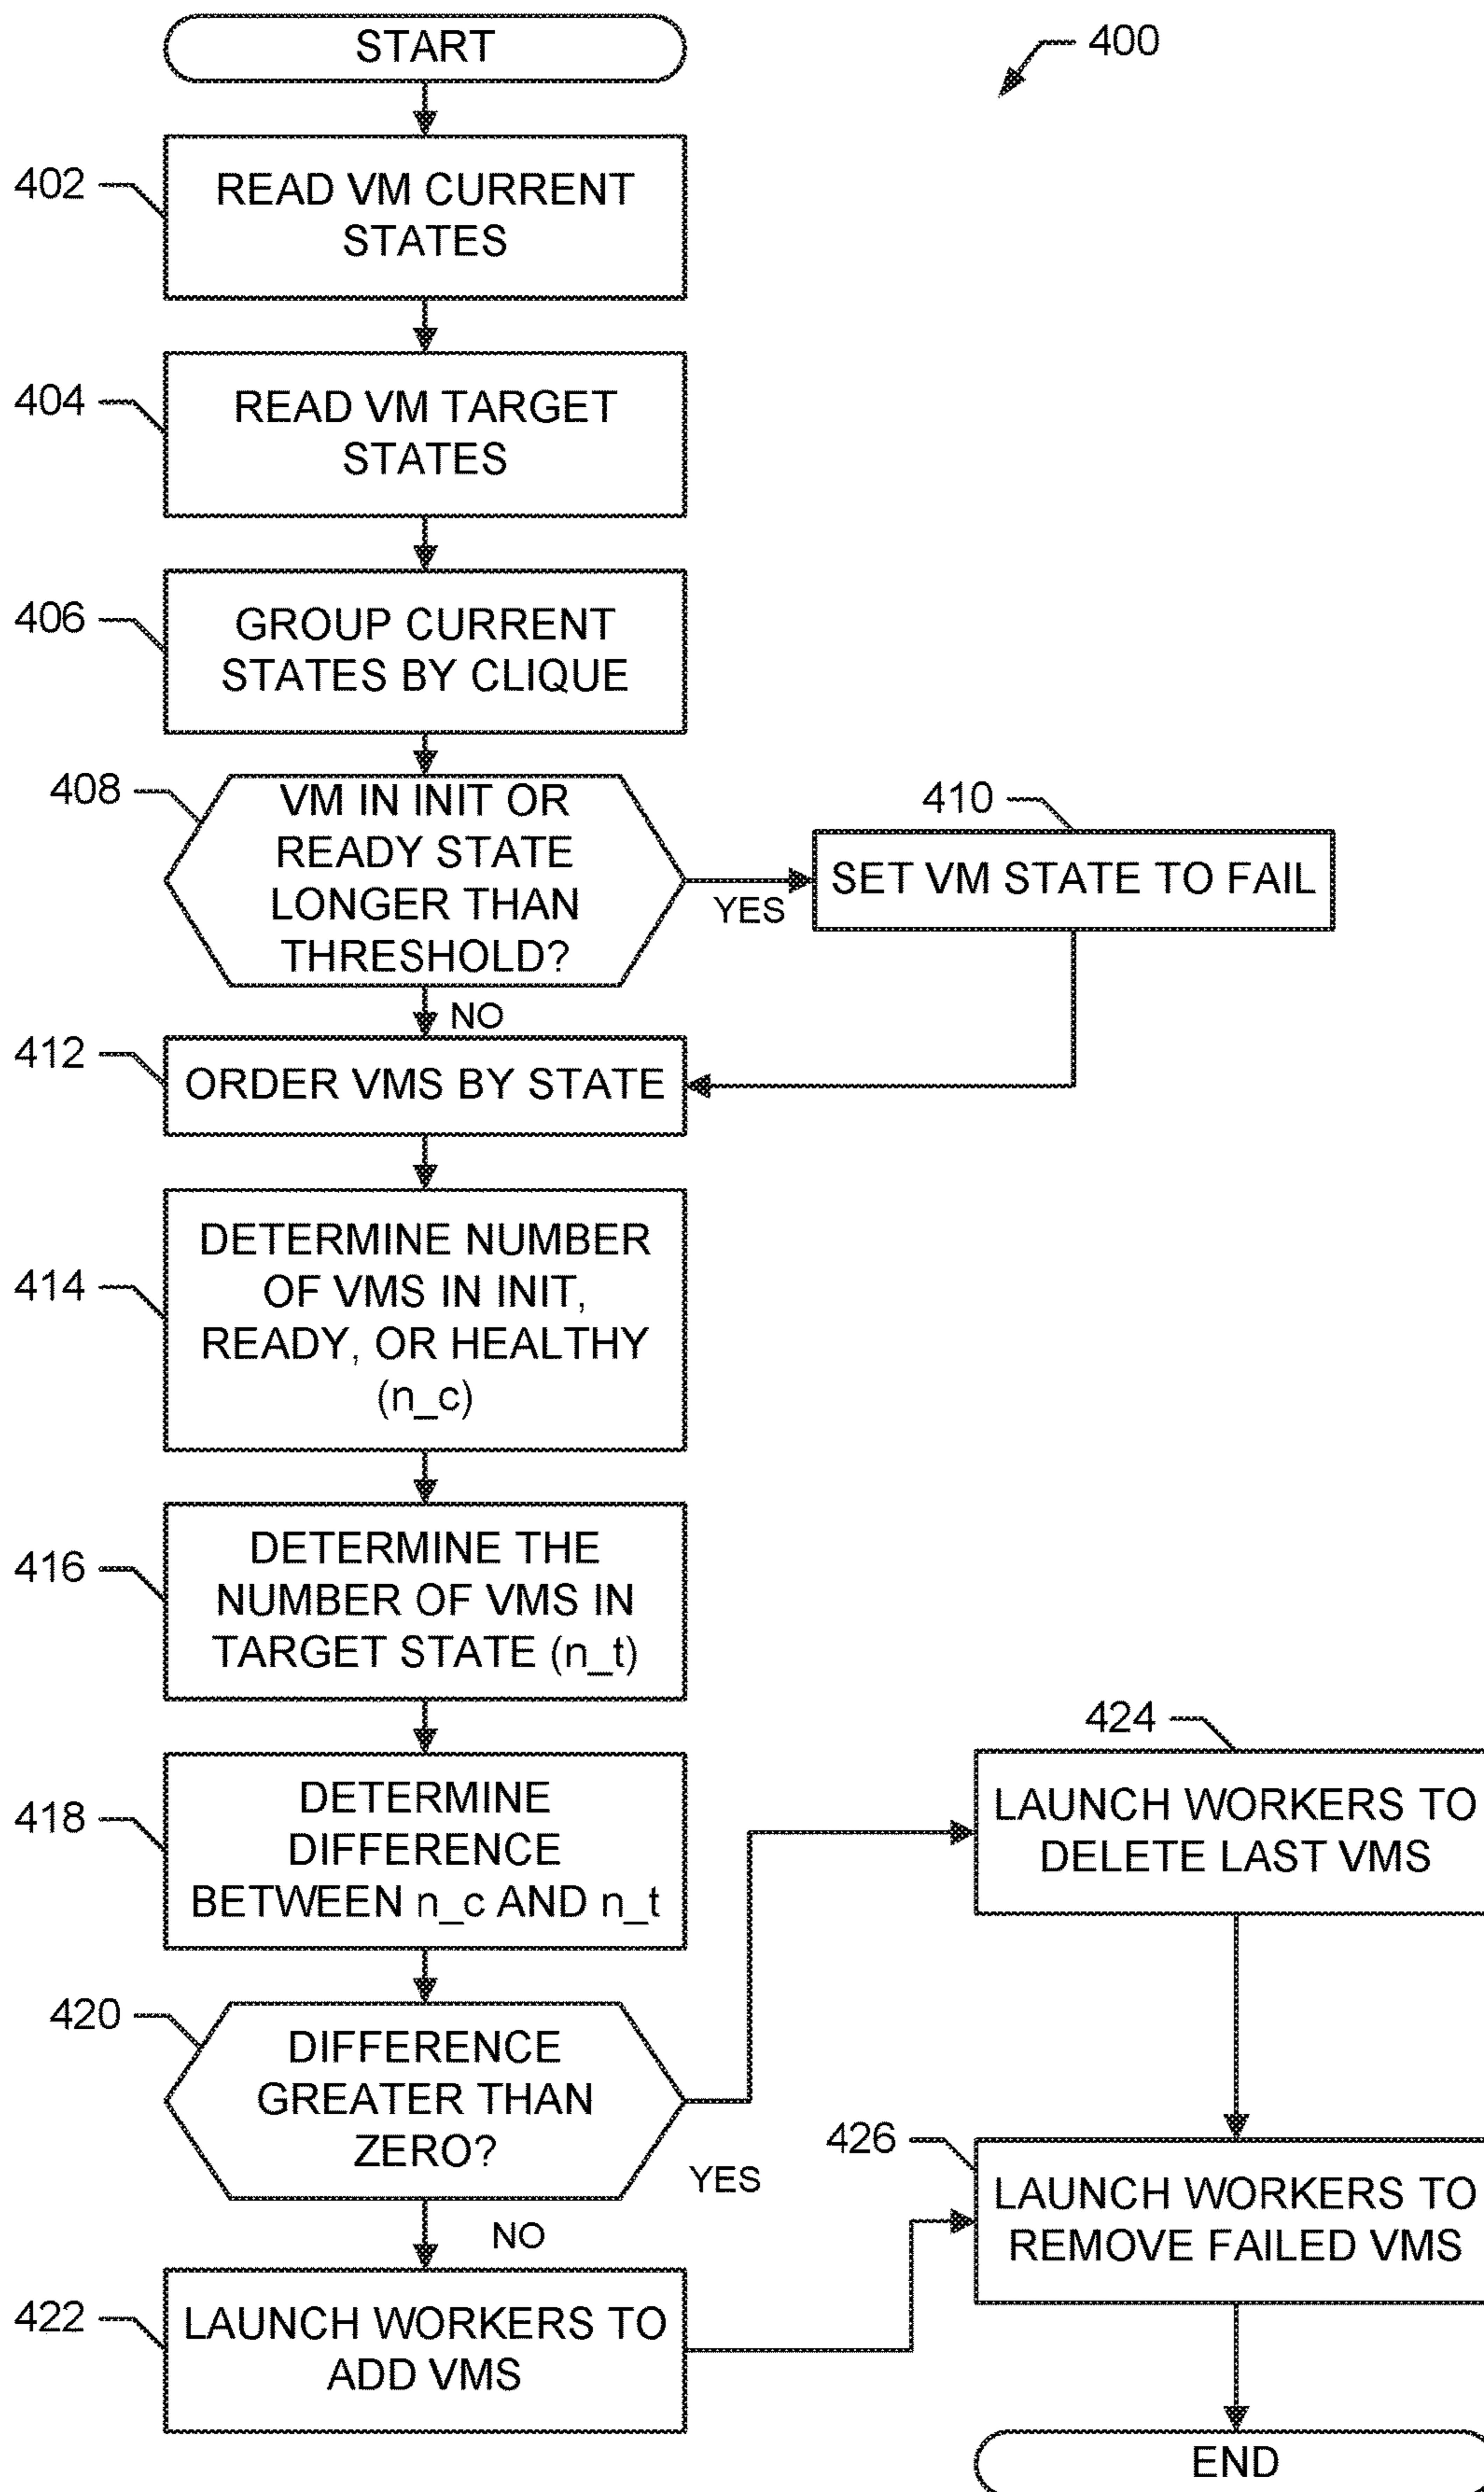 START
400
402
READ VM CURRENT
STATES
404
READ VM TARGET
STATES
406
GROUP CURRENT
STATES BY CLIQUE
408
VM IN INIT OR
READY STATE
LONGER THAN
THRESHOLD?
YES
410
SET VM STATE TO FAIL
NO
412
ORDER VMS BY STATE
414
DETERMINE NUMBER
OF VMS IN INIT,
READY, OR HEALTHY
(n_c)
416
DETERMINE THE
NUMBER OF VMS IN
TARGET STATE (n_t)
418
DETERMINE
DIFFERENCE
BETWEEN n_c AND n_t
424
LAUNCH WORKERS TO
DELETE LAST VMS
420
DIFFERENCE
GREATER THAN
ZERO?
YES
NO
426
LAUNCH WORKERS TO
REMOVE FAILED VMS
422
LAUNCH WORKERS TO
ADD VMS
END